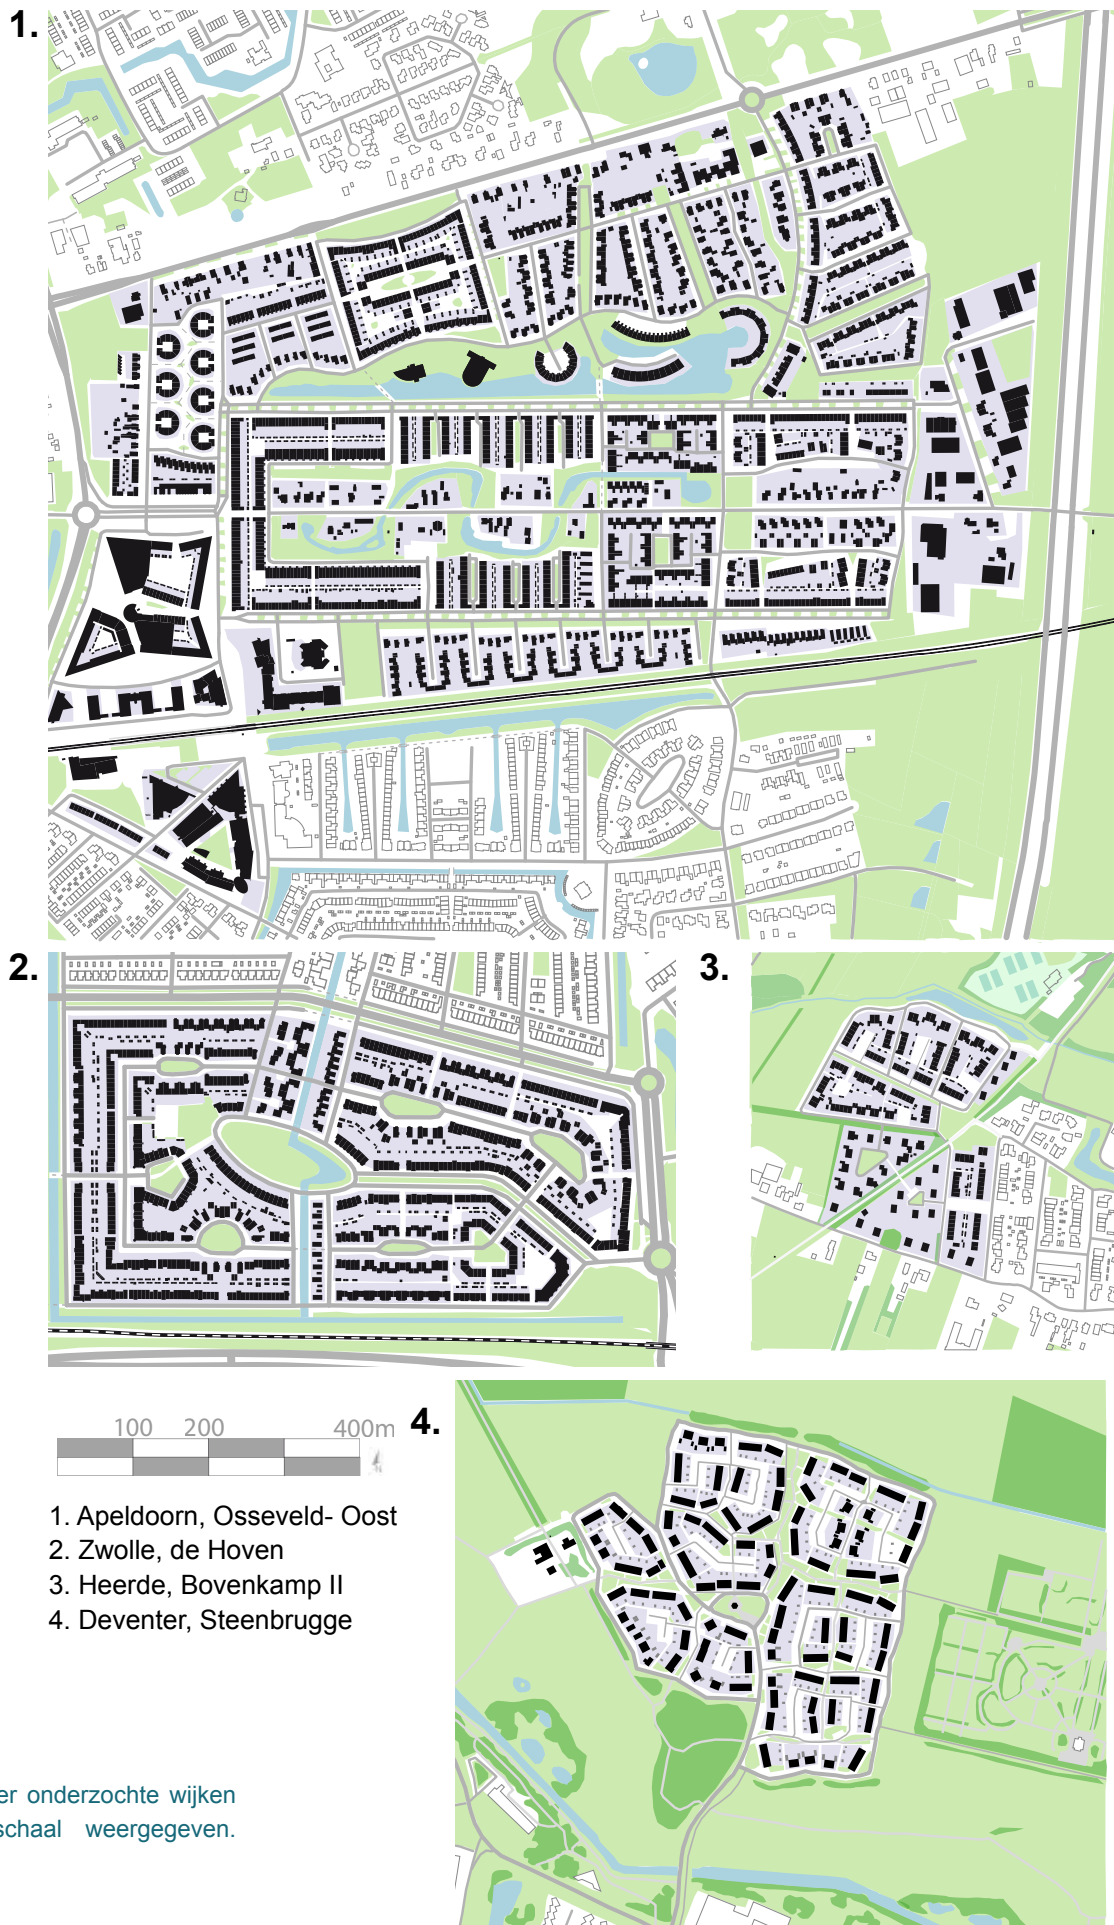 1.
2.
3.
100 200 400m
4.
1. Apeldoorn, Osseveld- Oost
2. Zwolle, de Hoven
3. Heerde, Bovenkamp II
4. Deventer, Steenbrugge
er onderzochte wijken
schaal weergegeven.